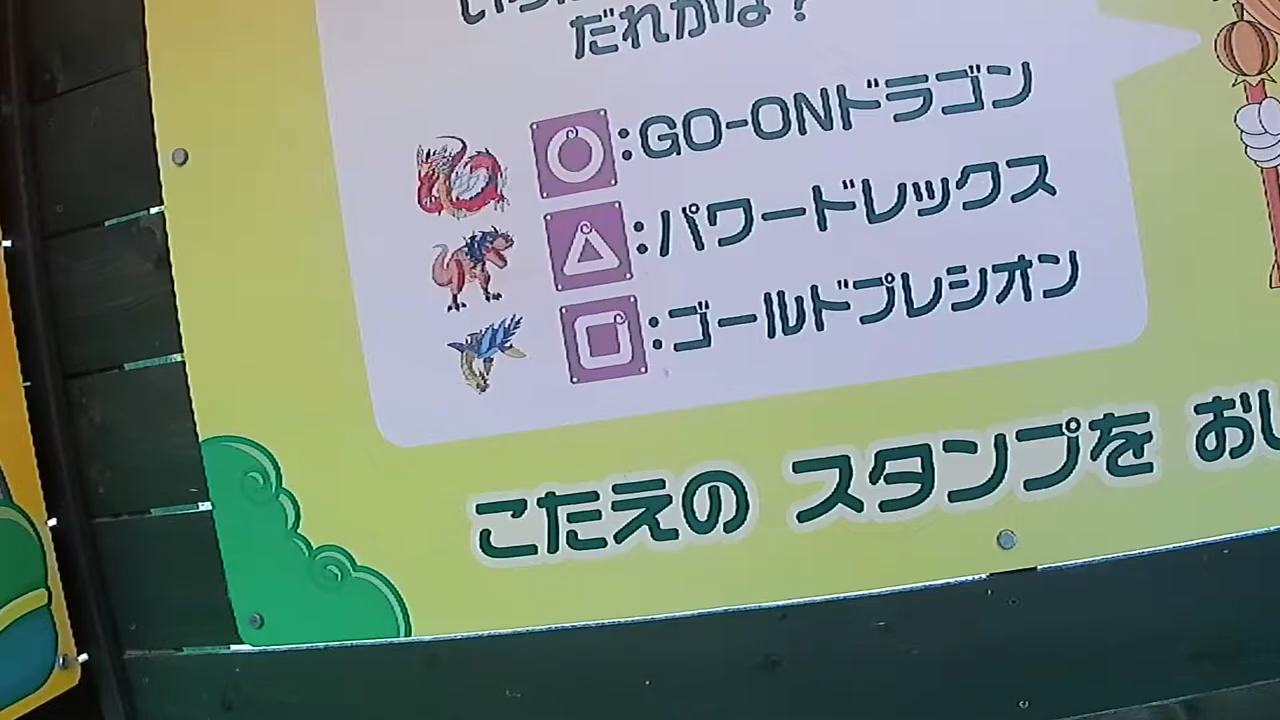 だれかな？
:GO-ONドラゴン
:パワードレックス
:ゴールドプレシオン
こたえの スタンプを おし